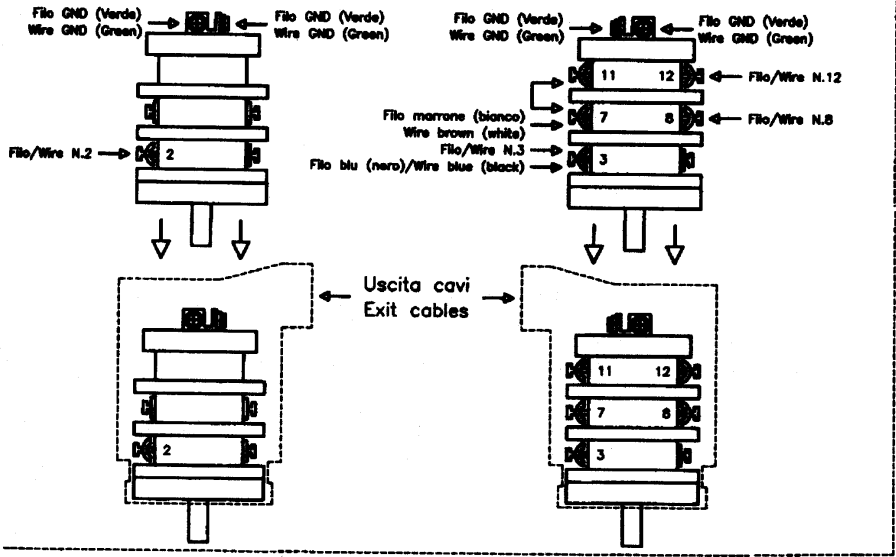 Filo GND (Verde)
Wire GND (Green)
Filo GND (Verde)
Wire GND (Green)
Filo/Wire N.2
2
Filo GND (Verde)
Wire GND (Green)
Filo GND (Verde)
Wire GND (Green)
11 12
Filo/Wire N.12
Filo marrone (bianco)
Wire brown (white)
7 8
Filo/Wire N.8
Filo/Wire N.3
Filo blu (nero)/Wire blue (black)
3
Uscita cavi
Exit cables
2
11 12
7 8
3